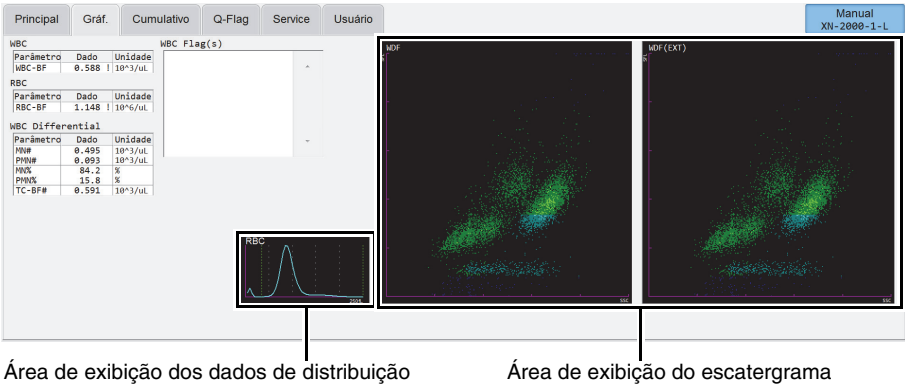 Principal Gráf. Cumulativo Q-Flag Service Usuário
Manual
XN-2000-1-L
WBC
Parâmetro Dado Unidade
WBC-BF 0.588 ! 10^3/uL
RBC
Parâmetro Dado Unidade
RBC-BF 1.148 ! 10^6/uL
WBC Differential
Parâmetro Dado Unidade
MN# 0.495 10^3/uL
PMN# 0.093 10^3/uL
MN% 84.2 %
PMN% 15.8 %
TC-BF# 0.591 10^3/uL
WBC Flag(s)
RBC
250fL
WDF
SFL
SSC
WDF(EXT)
SFL
SSC
Área de exibição dos dados de distribuição
Área de exibição do escatergrama